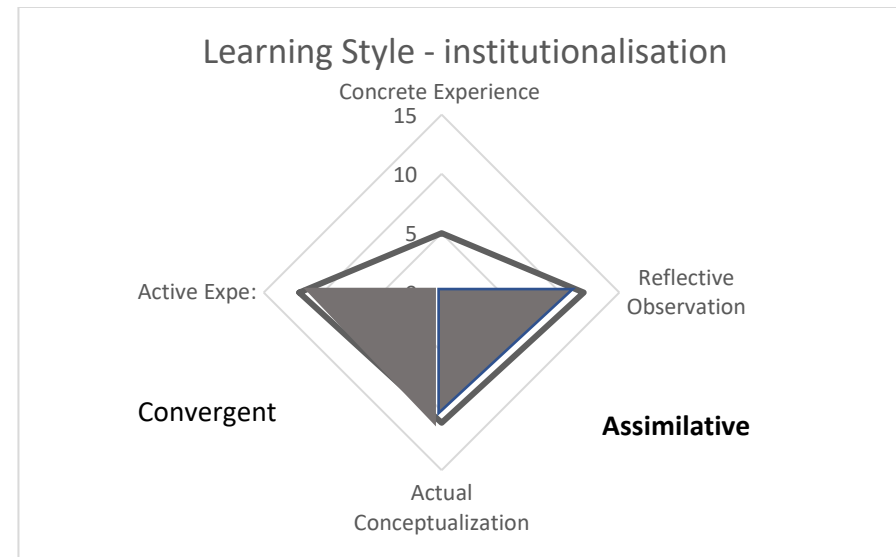 Learning Style - institutionalisation
Concrete Experience
15
10
5
Active Expe:
Reflective
Observation
Convergent
Assimilative
Actual
Conceptualization